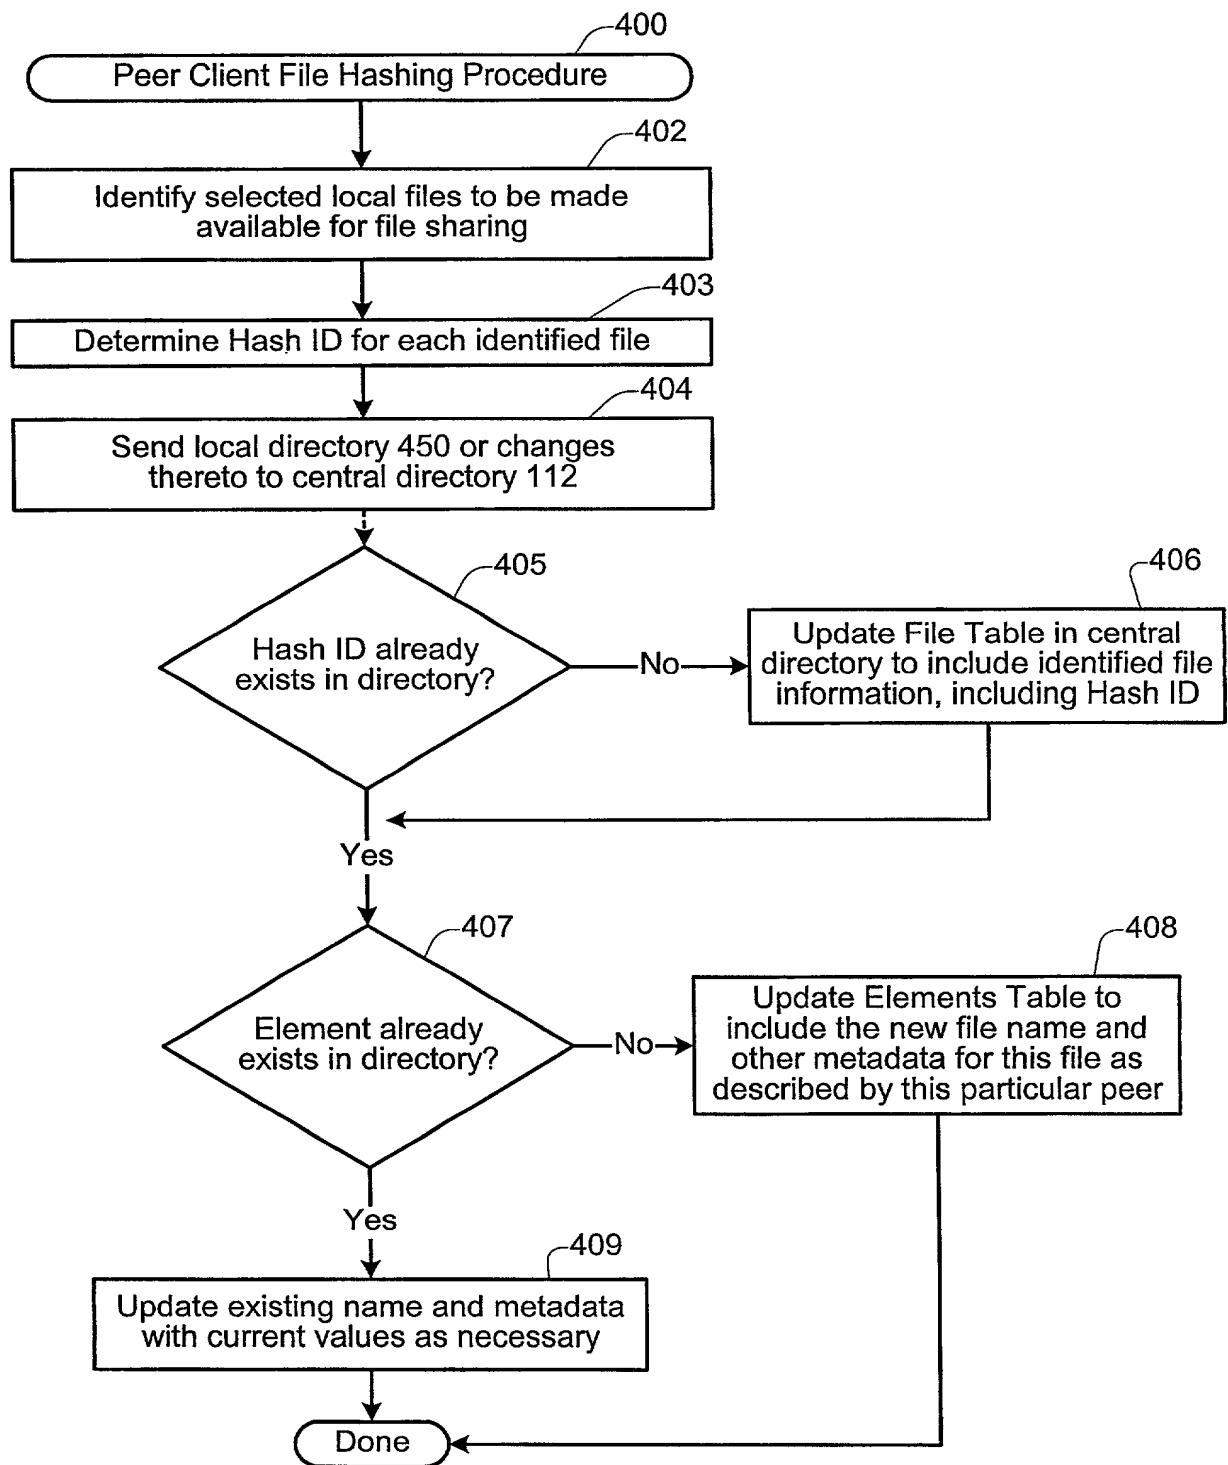 400
Peer Client File Hashing Procedure
402
Identify selected local files to be made
available for file sharing
403
Determine Hash ID for each identified file
404
Send local directory 450 or changes
thereto to central directory 112
405
Hash ID already
exists in directory?
No
406
Update File Table in central
directory to include identified file
information, including Hash ID
Yes
407
Element already
exists in directory?
No
408
Update Elements Table to
include the new file name and
other metadata for this file as
described by this particular peer
Yes
409
Update existing name and metadata
with current values as necessary
Done